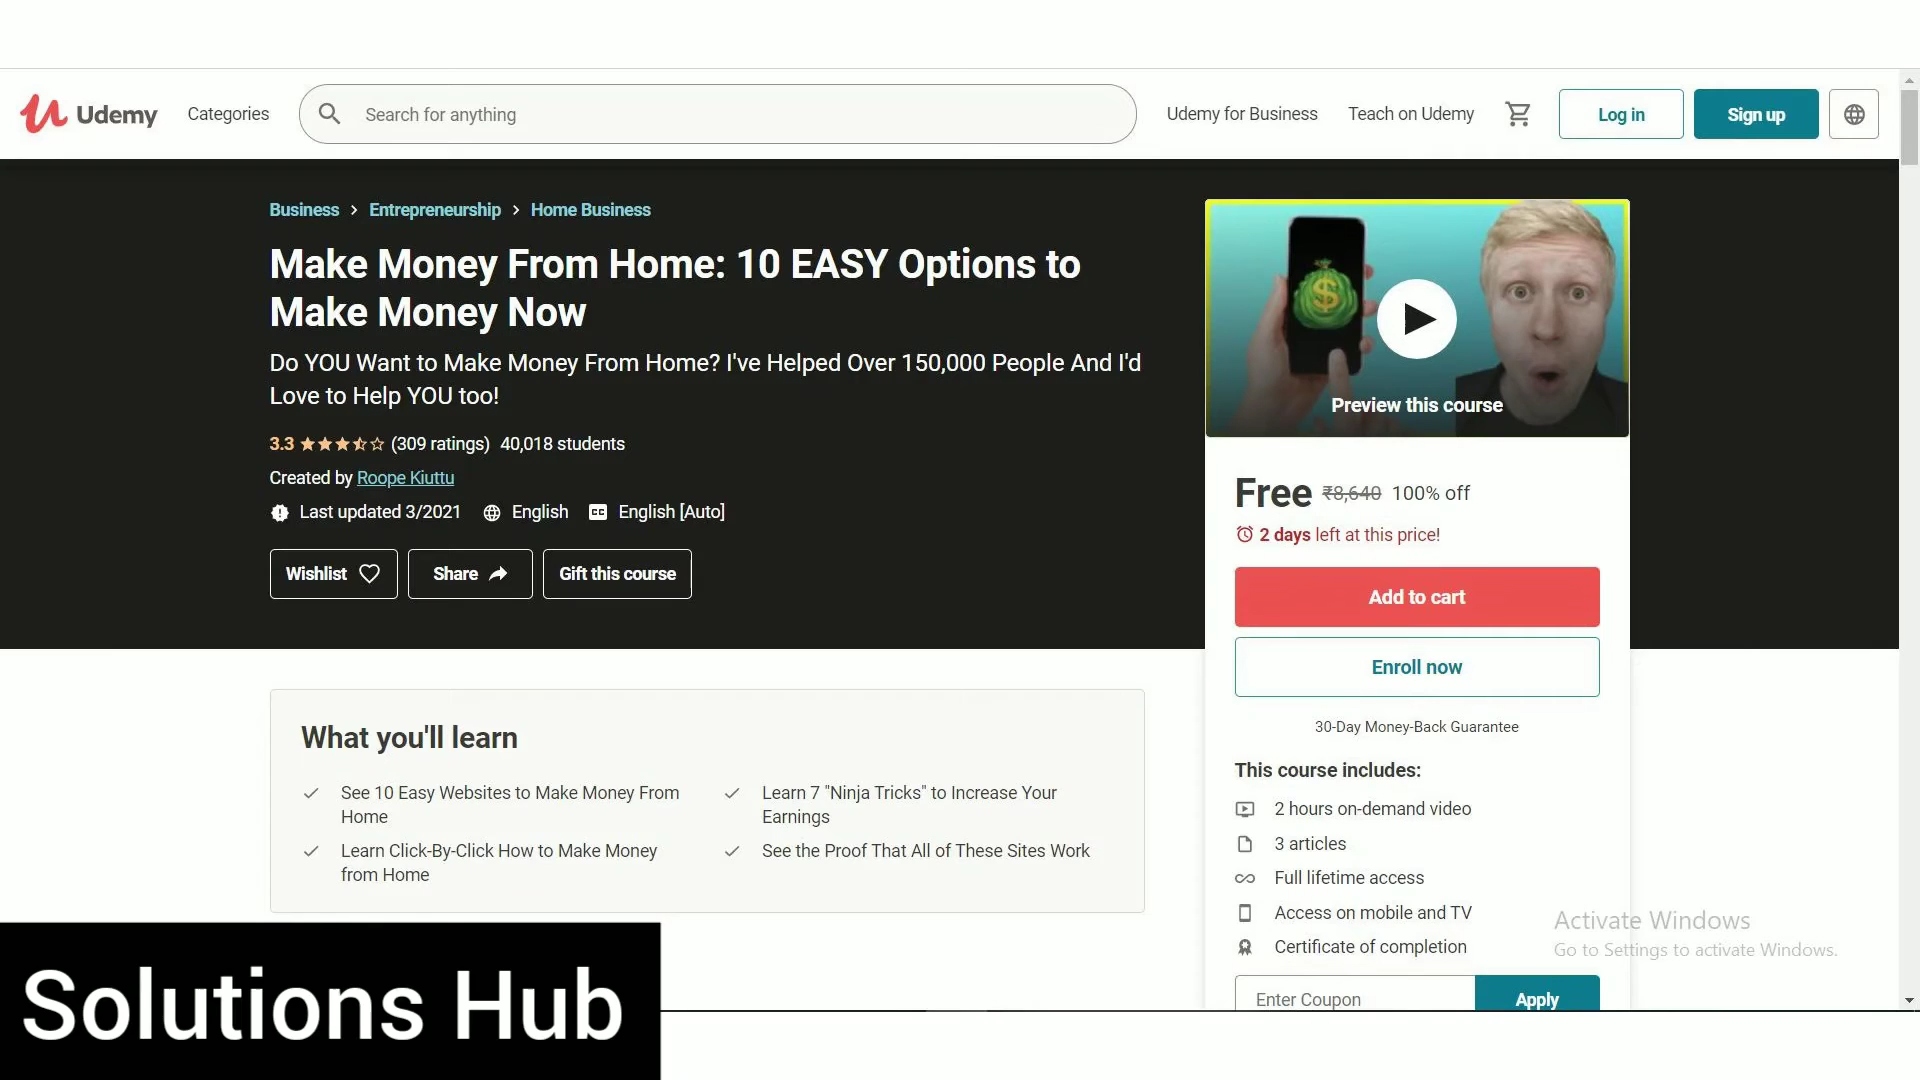 Udemy
Categories
Search for anything
Udemy for Business
Teach on Udemy
Log in
Sign up
Business > Entrepreneurship > Home Business
Make Money From Home: 10 EASY Options to
Make Money Now
Do YOU Want to Make Money From Home? I've Helped Over 150,000 People And I'd
Love to Help YOU too!
3.3 (309 ratings) 40,018 students
Created by Roope Kiuttu
Last updated 3/2021 English CC English [Auto]
Wishlist
Share
Gift this course
$
Preview this course
Free ₹8,640 100% off
2 days left at this price!
Add to cart
Enroll now
30-Day Money-Back Guarantee
This course includes:
2 hours on-demand video
3 articles
Full lifetime access
Access on mobile and TV
Certificate of completion
Enter Coupon
Apply
What you'll learn
See 10 Easy Websites to Make Money From
Home
Learn Click-By-Click How to Make Money
from Home
Learn 7 "Ninja Tricks" to Increase Your
Earnings
See the Proof That All of These Sites Work
Activate Windows
Go to Settings to activate Windows.
Solutions Hub